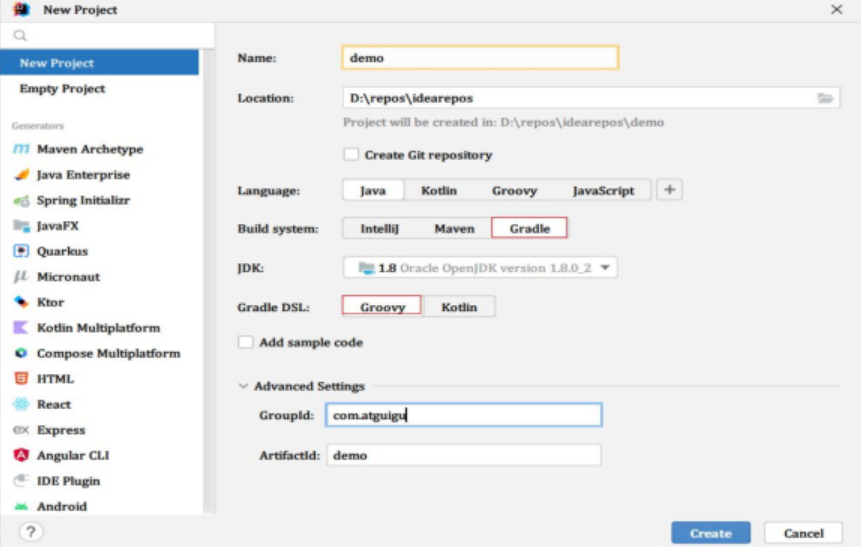 New Project
New Project
Empty Project
Generators
Maven Archetype
Java Enterprise
Spring Initializr
JavaFX
Quarkus
Micronaut
Ktor
Kotlin Multiplatform
Compose Multiplatform
HTML
React
Express
Angular CLI
IDE Plugin
Android
Name: demo
Location: D:\repos\idearepos
Project will be created in: D:\repos\idearepos\demo
Create Git repository
Language: Java Kotlin Groovy JavaScript +
Build system: IntelliJ Maven Gradle
JDK: 1.8 Oracle OpenJDK version 1.8.0_2
Gradle DSL: Groovy Kotlin
Add sample code
Advanced Settings
GroupId: com.atguigu
ArtifactId: demo
? Create Cancel